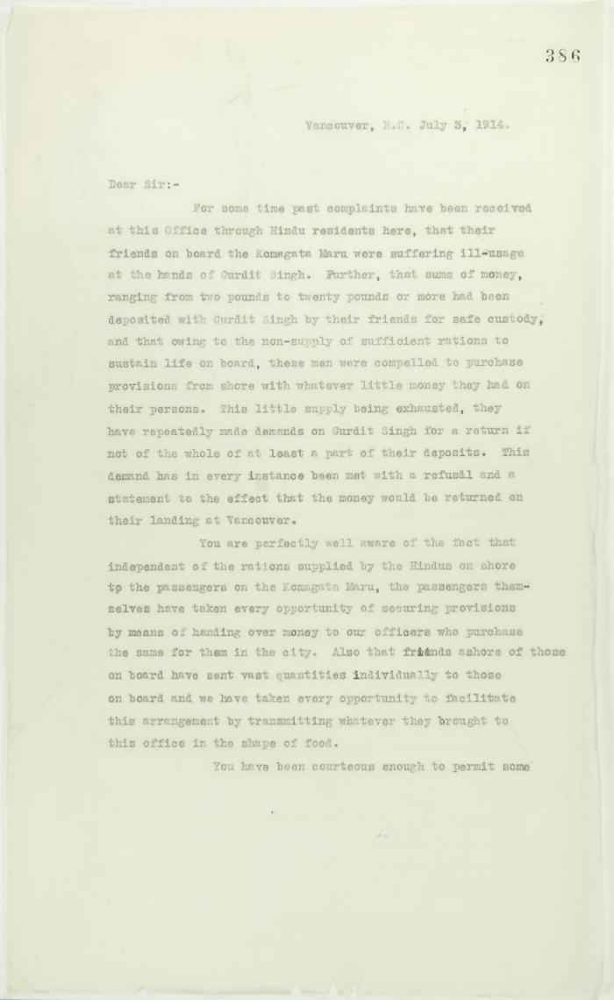 386
Vancouver, B.C. July 3, 1914.
Dear Sir:-
For some time past complaints have been received
at this Office through Hindu residents here, that their
friends on board the Komagata Maru were suffering ill-usage
at the hands of Gurdit Singh. Further, that sums of money,
ranging from two pounds to twenty pounds or more had been
deposited with Gurdit Singh by their friends for safe custody,
and that owing to the non-supply of sufficient rations to
sustain life on board, these men were compelled to purchase
provisions from shore with whatever little money they had on
their persons. This little supply being exhausted, they
have repeatedly made demands on Gurdit Singh for a return if
not of the whole of at least a part of their deposits. This
demand has in every instance been met with a refusal and a
statement to the effect that the money would be returned on
their landing at Vancouver.
You are perfectly well aware of the fact that
independent of the rations supplied by the Hindus on shore
to the passengers on the Komagata Maru, the passengers them-
selves have taken every opportunity of securing provisions
by means of handing over money to our officers who purchase
the same for them in the city. Also that friends ashore of those
on board have sent vast quantities individually to those
on board and we have taken every opportunity to facilitate
this arrangement by transmitting whatever they brought to
this office in the shape of food.
You have been courteous enough to permit some